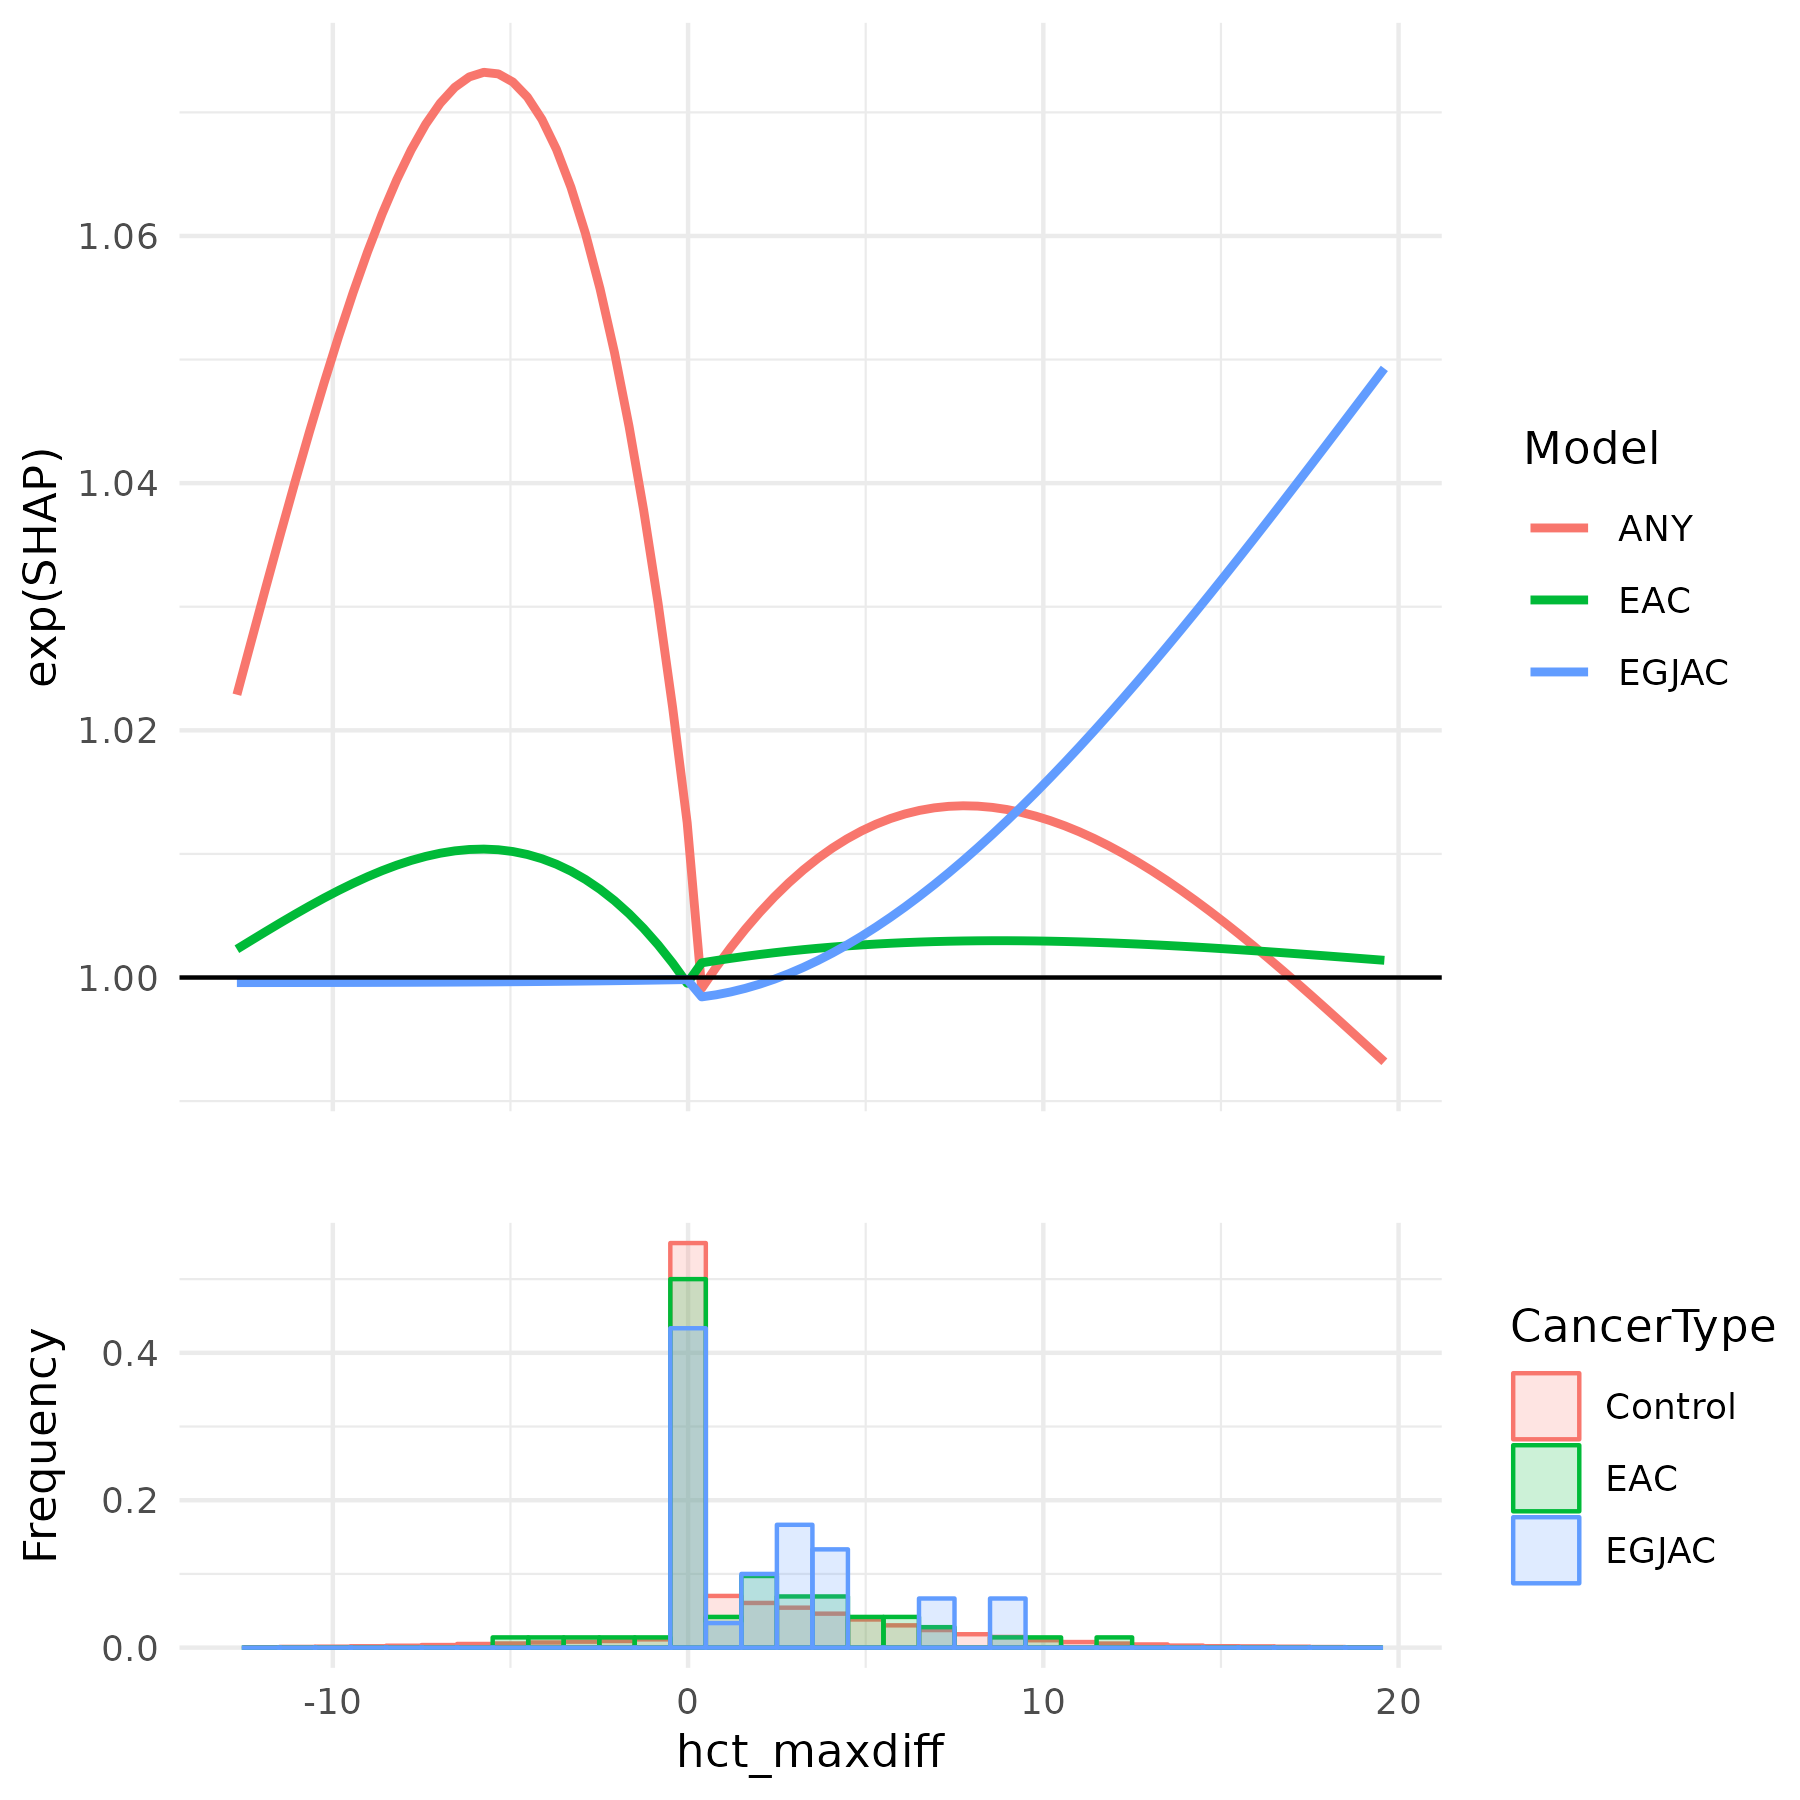 exp(SHAP)
1.06
1.04
1.02
1.00
Model
ANY
EAC
EGJAC
Frequency
0.4
0.2
0.0
-10
0
10
20
hct_maxdiff
CancerType
Control
EAC
EGJAC